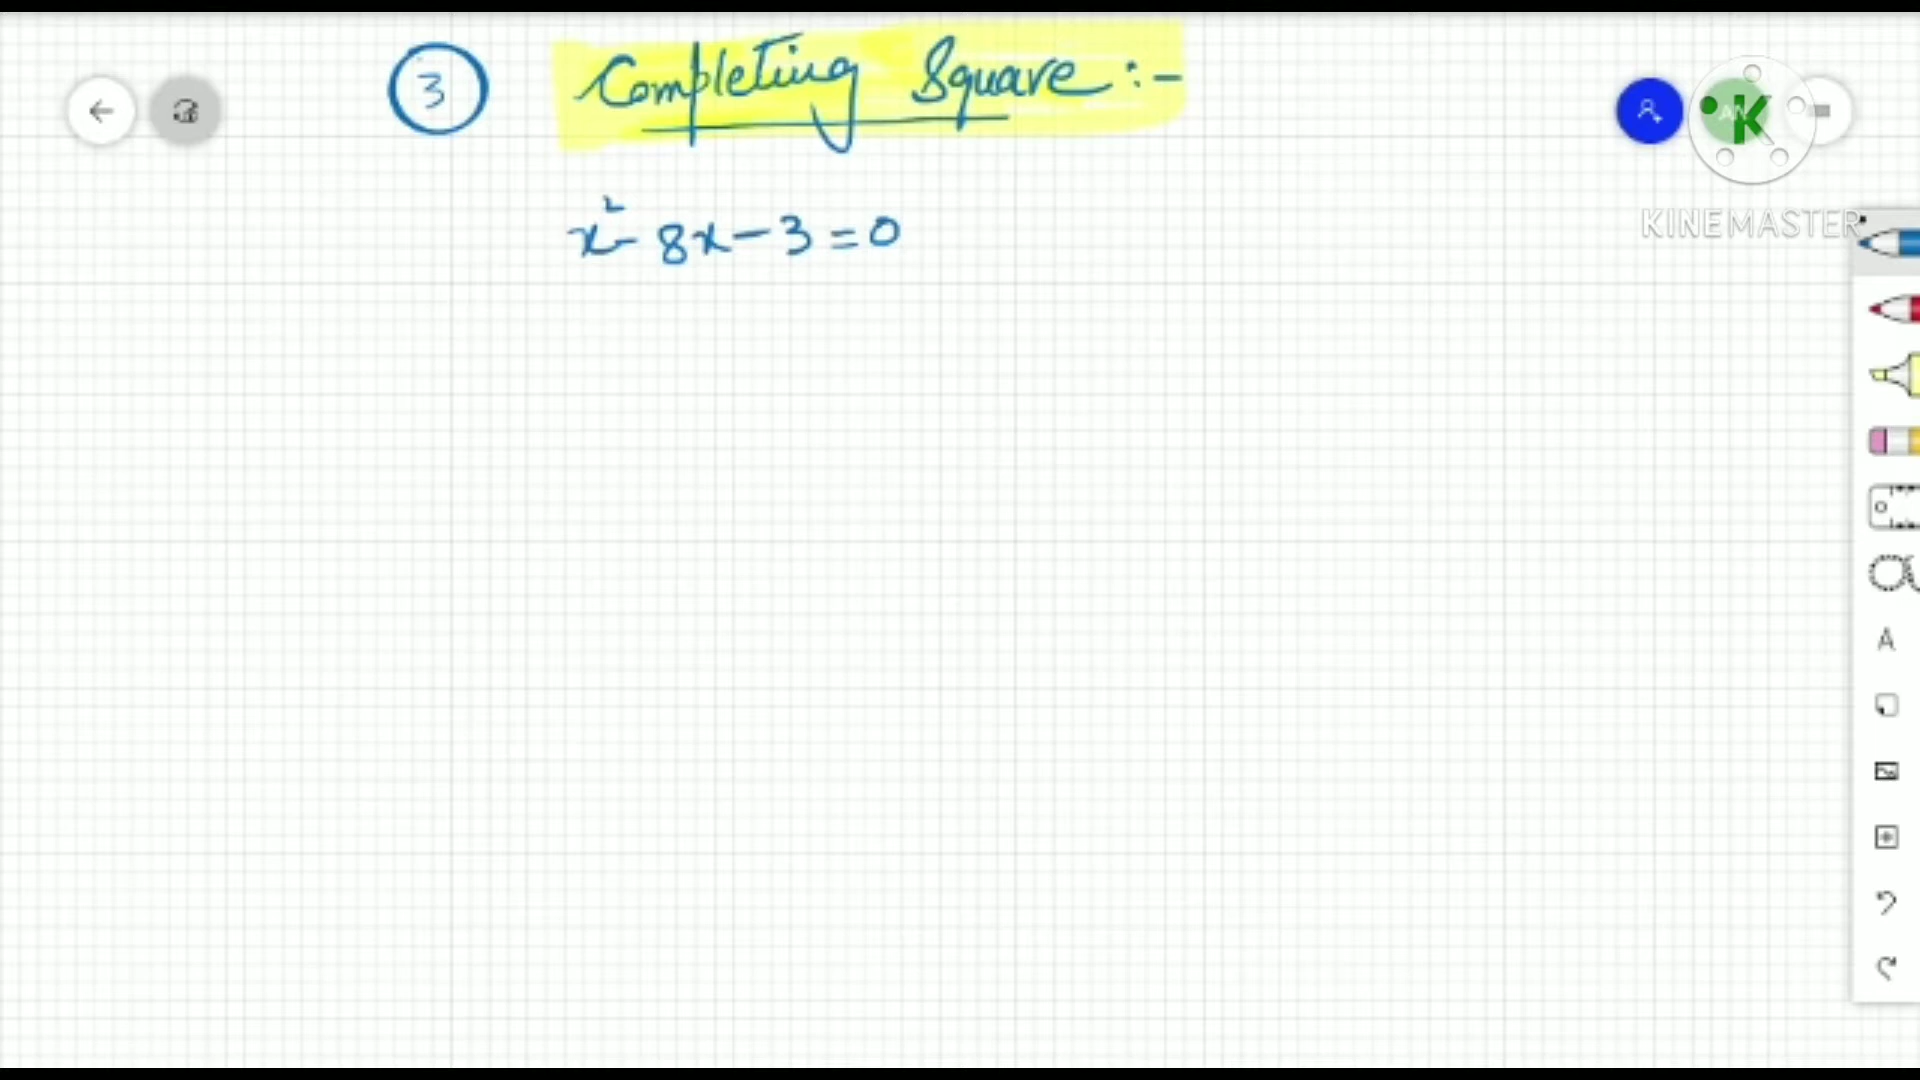 3 Completing Square :-
x² - 8x - 3 = 0
KINEMASTER
A